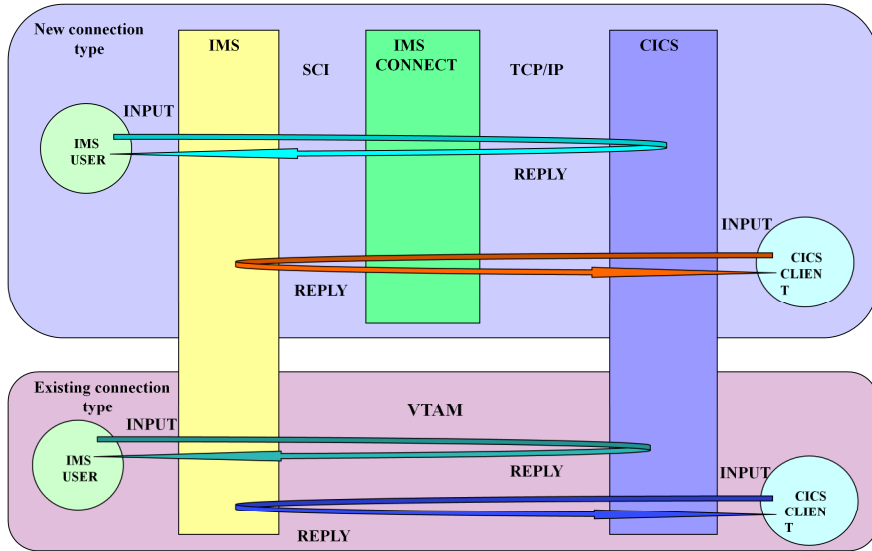 New connection
type
IMS
SCI
IMS
CONNECT
TCP/IP
CICS
INPUT
IMS
USER
REPLY
INPUT
CICS
CLIEN
T
REPLY
Existing connection
type
VTAM
INPUT
IMS
USER
REPLY
INPUT
CICS
CLIEN
T
REPLY